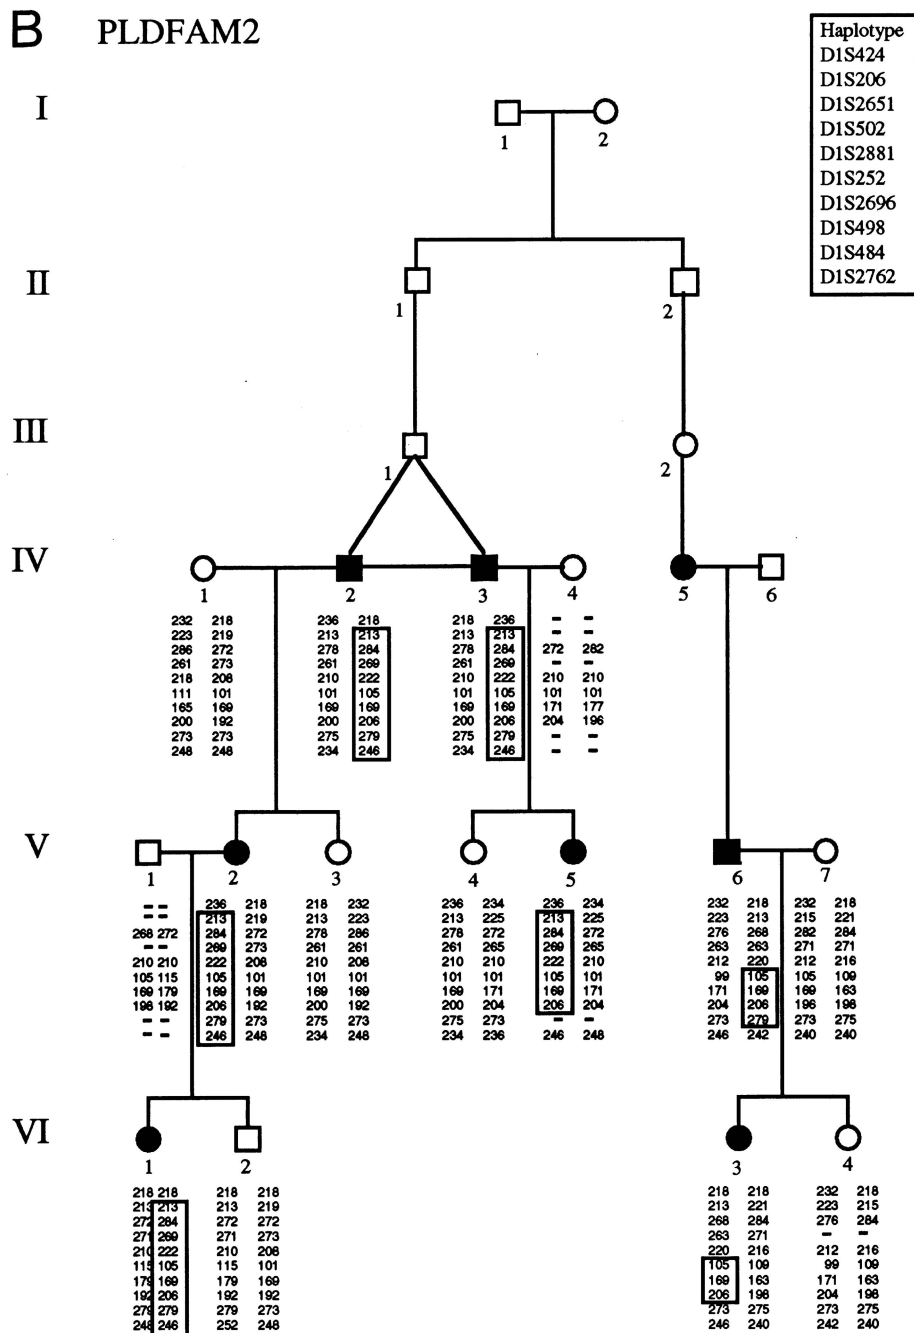 B PLDFAM2
Haplotype
D1S424
D1S206
D1S2651
D1S502
D1S2881
D1S252
D1S2696
D1S498
D1S484
D1S2762
I
1 2
II
1 2
III
1 2
IV
1 2 3 4 5 6
232 218 236 218 218 236 - -
223 219 213 213 213 213 - -
286 272 278 284 278 284 272 282
261 273 261 269 261 269 - -
218 208 210 222 210 222 210 210
111 101 101 105 101 105 101 101
165 169 169 169 169 169 171 177
200 192 200 206 200 206 204 196
273 273 275 279 275 279 - -
248 248 234 246 234 246 - -
V
1 2 3 4 5 6 7
- - 236 218 218 232 236 234 236 234 232 218 232 218
- - 213 219 213 223 213 225 213 225 223 213 215 221
268 272 284 272 278 286 278 272 284 272 276 268 282 284
- - 269 273 261 261 261 265 269 265 263 263 271 271
210 210 222 208 210 208 210 210 222 210 212 220 212 216
105 115 105 101 101 101 101 101 105 101 99 105 105 109
169 179 169 169 169 169 169 171 169 171 171 169 169 163
198 192 206 192 200 192 200 204 206 204 204 206 196 198
- - 279 273 275 273 275 273 - - 273 279 273 275
- - 246 248 234 248 234 236 246 248 246 242 240 240
VI
1 2 3 4
218 218 218 218 218 218 232 218
213 213 213 219 213 221 223 215
272 284 272 272 268 284 276 284
271 269 271 273 263 271 - -
210 222 210 208 220 216 212 216
115 105 115 101 105 109 99 109
179 169 179 169 169 163 171 163
192 206 192 192 206 198 204 198
279 279 279 273 273 275 273 275
248 246 252 248 246 240 242 240